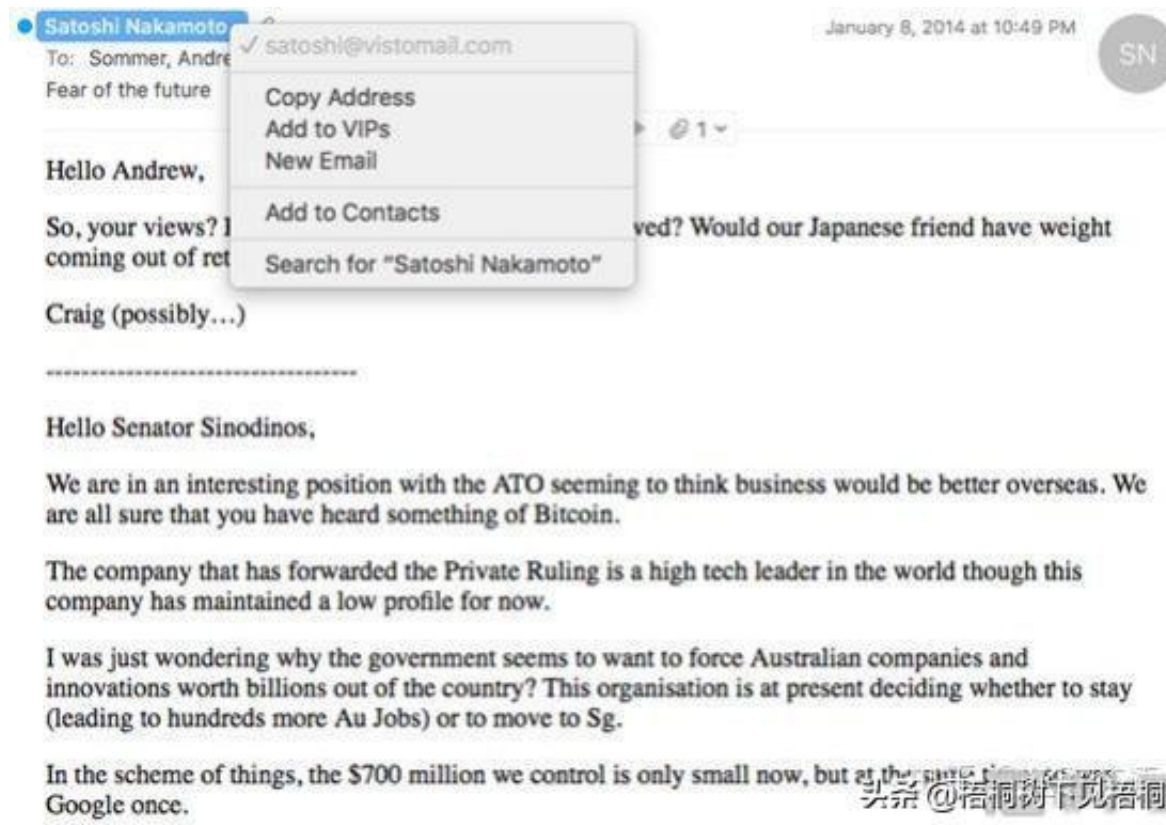 Satoshi Nakamoto
satoshi@vistomail.com
January 8, 2014 at 10:49 PM
SN
To: Sommer, Andre
Fear of the future
Copy Address
Add to VIPs
New Email
Add to Contacts
Search for “Satoshi Nakamoto”
1
Hello Andrew,
So, your views? ved? Would our Japanese friend have weight
coming out of ret
Craig (possibly…)
------------------------------------
Hello Senator Sinodinos,
We are in an interesting position with the ATO seeming to think business would be better overseas. We
are all sure that you have heard something of Bitcoin.
The company that has forwarded the Private Ruling is a high tech leader in the world though this
company has maintained a low profile for now.
I was just wondering why the government seems to want to force Australian companies and
innovations worth billions out of the country? This organisation is at present deciding whether to stay
(leading to hundreds more Au Jobs) or to move to Sg.
In the scheme of things, the $700 million we control is only small now, but at the
Google once.
头条 @梧桐树下见梧桐